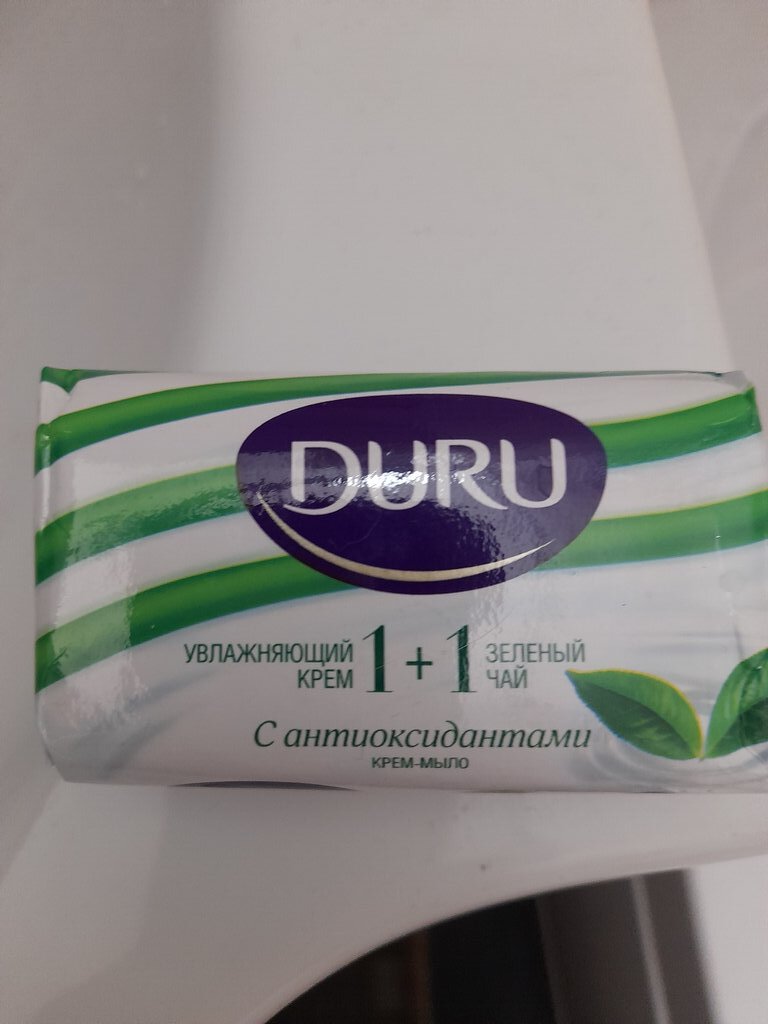 DURU
УВЛАЖНЯЮЩИЙ КРЕМ 1+1 ЗЕЛЕНЫЙ ЧАЙ
С антиоксидантами
КРЕМ-МЫЛО